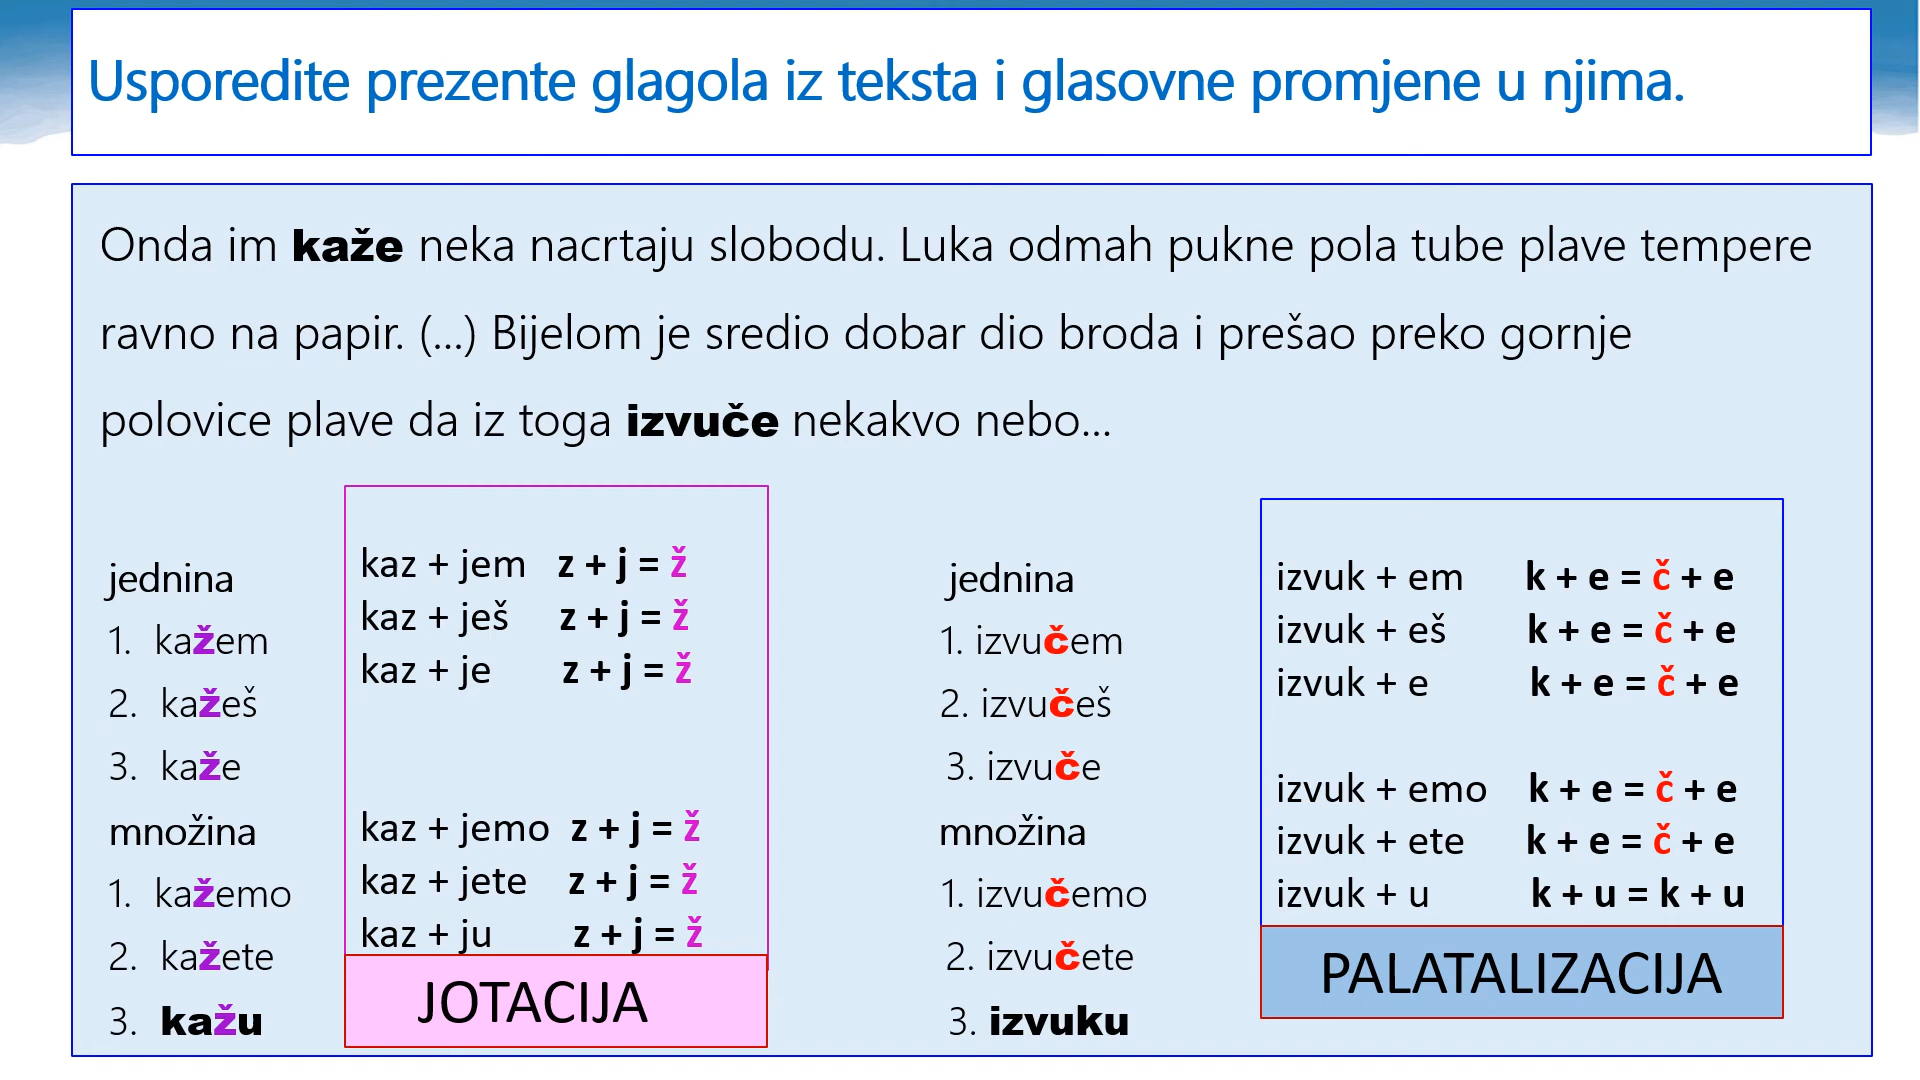 Usporedite prezente glagola iz teksta i glasovne promjene u njima.
Onda im kaže neka nacrtaju slobodu. Luka odmah pukne pola tube plave tempere
ravno na papir. (...) Bijelom je sredio dobar dio broda i prešao preko gornje
polovice plave da iz toga izvuče nekakvo nebo...
jednina
1. kažem
2. kažeš
3. kaže
množina
1. kažemo
2. kažete
3. kažu
kaz + jem z + j = ž
kaz + ješ z + j = ž
kaz + je z + j = ž
kaz + jemo z + j = ž
kaz + jete z + j = ž
kaz + ju z + j = ž
JOTACIJA
jednina
1. izvučem
2. izvučeš
3. izvuče
množina
1. izvučemo
2. izvučete
3. izvuku
izvuk + em k + e = č + e
izvuk + eš k + e = č + e
izvuk + e k + e = č + e
izvuk + emo k + e = č + e
izvuk + ete k + e = č + e
izvuk + u k + u = k + u
PALATALIZACIJA